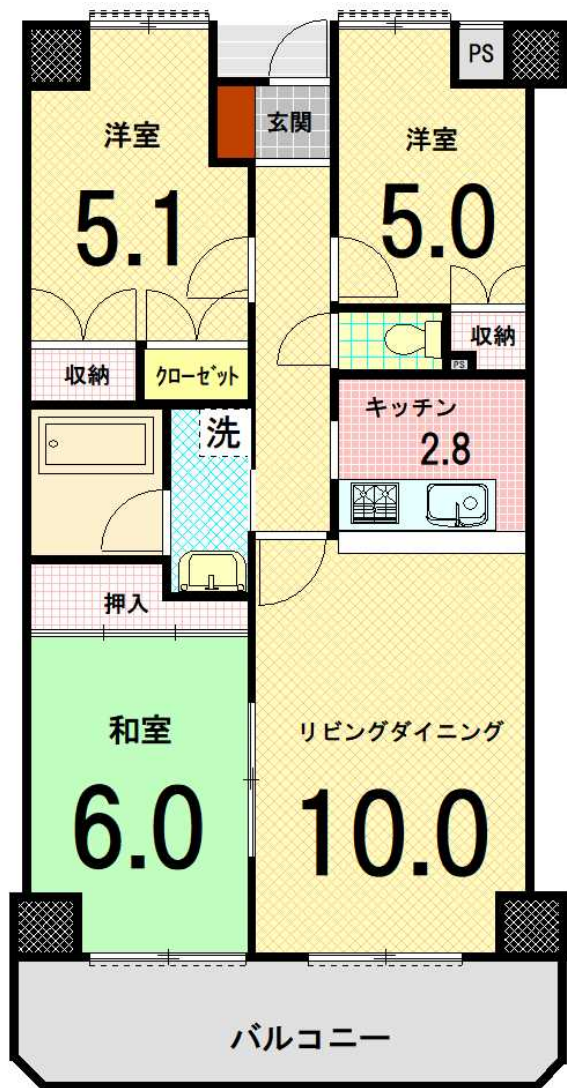 PS
玄関
洋室
5.1
洋室
5.0
収納
クローゼット
収納
PS
キッチン
2.8
洗
押入
和室
6.0
リビングダイニング
10.0
バルコニー